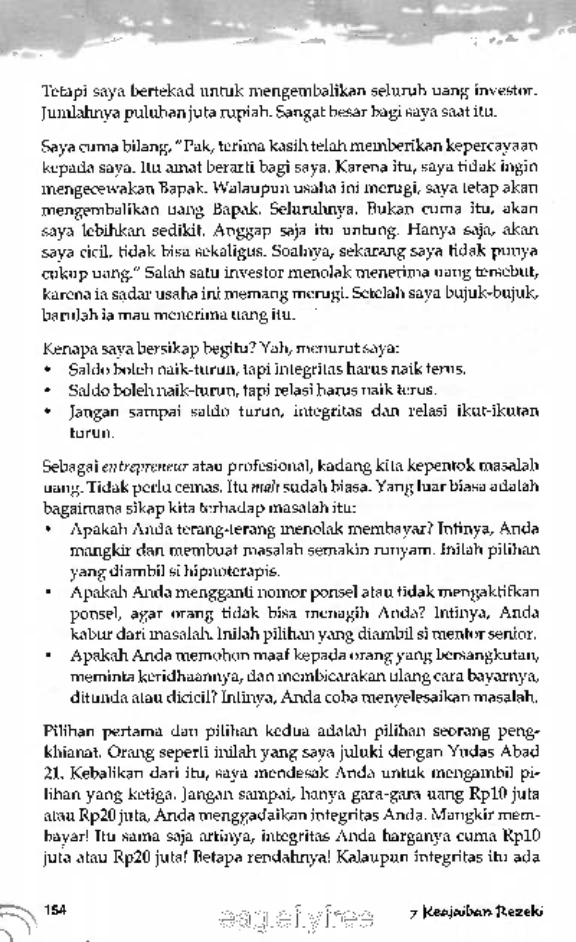 Tetapi saya bertekad untuk mengembalikan seluruh uang investor.
Jumlahnya puluhan juta rupiah. Sangat besar bagi saya saat itu.
Saya cuma bilang, "Pak, terima kasih telah memberikan kepercayaan
kepada saya. Itu amat berarti bagi saya. Karena itu, saya tidak ingin
mengecewakan Bapak. Walaupun usaha ini merugi, saya tetap akan
mengembalikan uang Bapak. Seluruhnya. Bukan cuma itu, akan
saya lebihkan sedikit. Anggap saja itu untung. Hanya saja, akan
saya cicil, tidak bisa sekaligus. Soalnya, sekarang saya tidak punya
cukup uang." Salah satu investor menolak menerima uang tersebut,
karena ia sadar usaha ini memang merugi. Setelah saya bujuk-bujuk,
barulah ia mau menerima uang itu.
Kenapa saya bersikap begitu? Yah, menurut saya:
• Saldo boleh naik-turun, tapi integritas harus naik terus.
• Saldo boleh naik-turun, tapi relasi harus naik terus.
• Jangan sampai saldo turun, integritas dan relasi ikut-ikutan
turun.
Sebagai entrepreneur atau profesional, kadang kita kepentok masalah
uang. Tidak perlu cemas. Itu mah sudah biasa. Yang luar biasa adalah
bagaimana sikap kita terhadap masalah itu:
• Apakah Anda terang-terang menolak membayar? Intinya, Anda
mangkir dan membuat masalah semakin runyam. Inilah pilihan
yang diambil si hipnoterapis.
• Apakah Anda mengganti nomor ponsel atau tidak mengaktifkan
ponsel, agar orang tidak bisa menagih Anda? Intinya, Anda
kabur dari masalah. Inilah pilihan yang diambil si mentor senior.
• Apakah Anda memohon maaf kepada orang yang bersangkutan,
meminta keridhaannya, dan membicarakan ulang cara bayarnya,
ditunda atau dicicil? Intinya, Anda coba menyelesaikan masalah.
Pilihan pertama dan pilihan kedua adalah pilihan seorang peng-
khianat. Orang seperti inilah yang saya juluki dengan Yudas Abad
21. Kebalikan dari itu, saya mendesak Anda untuk mengambil pi-
lihan yang ketiga. Jangan sampai, hanya gara-gara uang Rp10 juta
atau Rp20 juta, Anda menggadaikan integritas Anda. Mangkir mem-
bayar! Itu sama saja artinya, integritas Anda harganya cuma Rp10
juta atau Rp20 juta! Betapa rendahnya! Kalaupun integritas itu ada
154
eagleflyfree
7 Keajaiban Rezeki